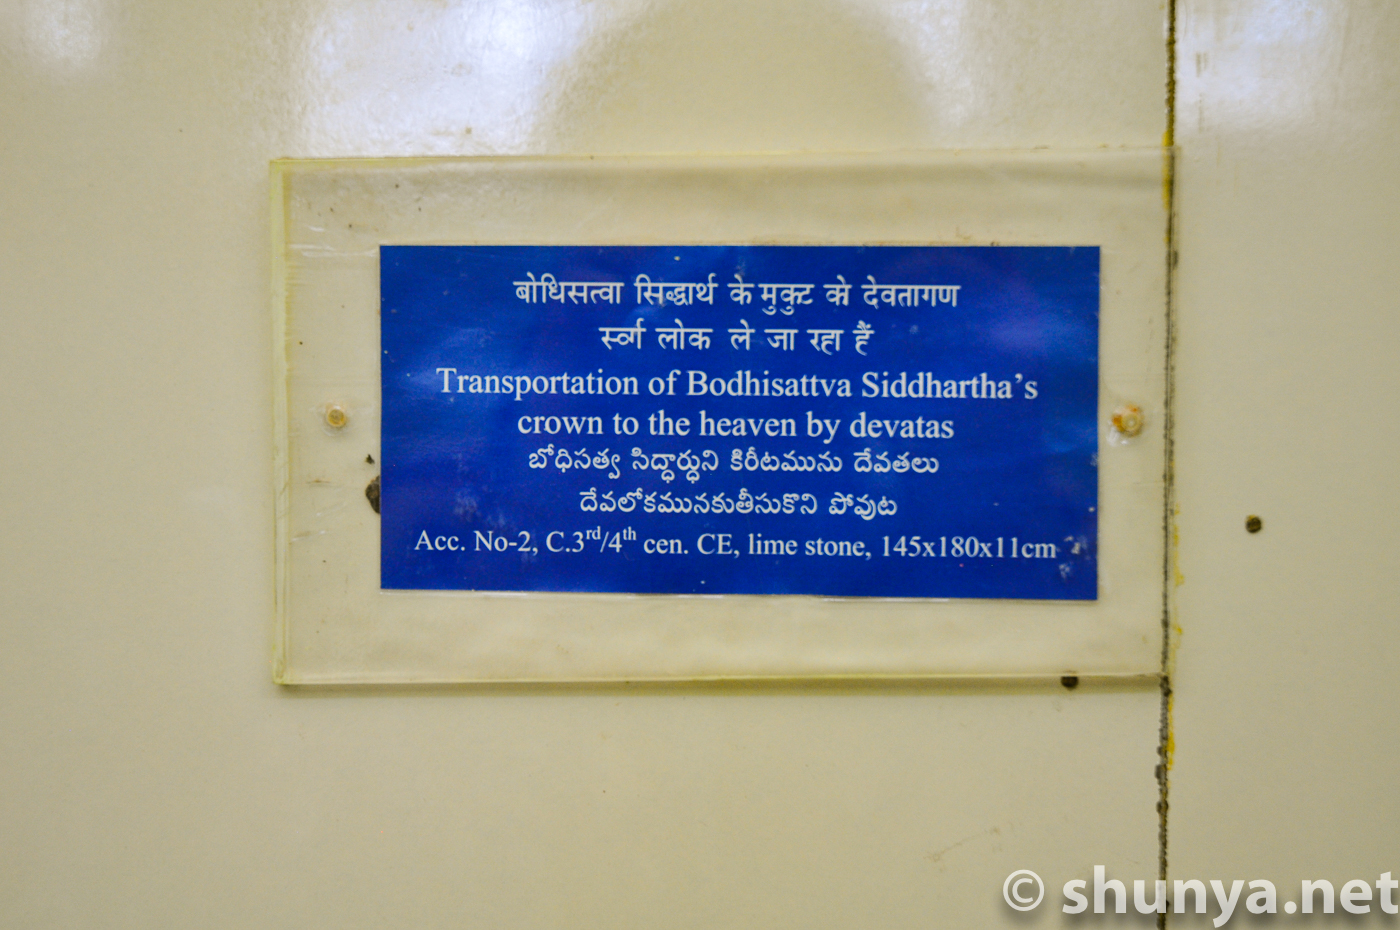 बोधिसत्वा सिद्धार्थ के मुकुट को देवतागण
र्स्वग लोक ले जा रहा हैं
Transportation of Bodhisattva Siddhartha's
crown to the heaven by devatas
బోధిసత్వ సిద్ధార్ధుని కిరీటమును దేవతలు
దేవలోకమునకుతీసుకొని పోవుట
Acc. No-2, C.3rd/4th cen. CE, lime stone, 145x180x11cm
© shunya.net